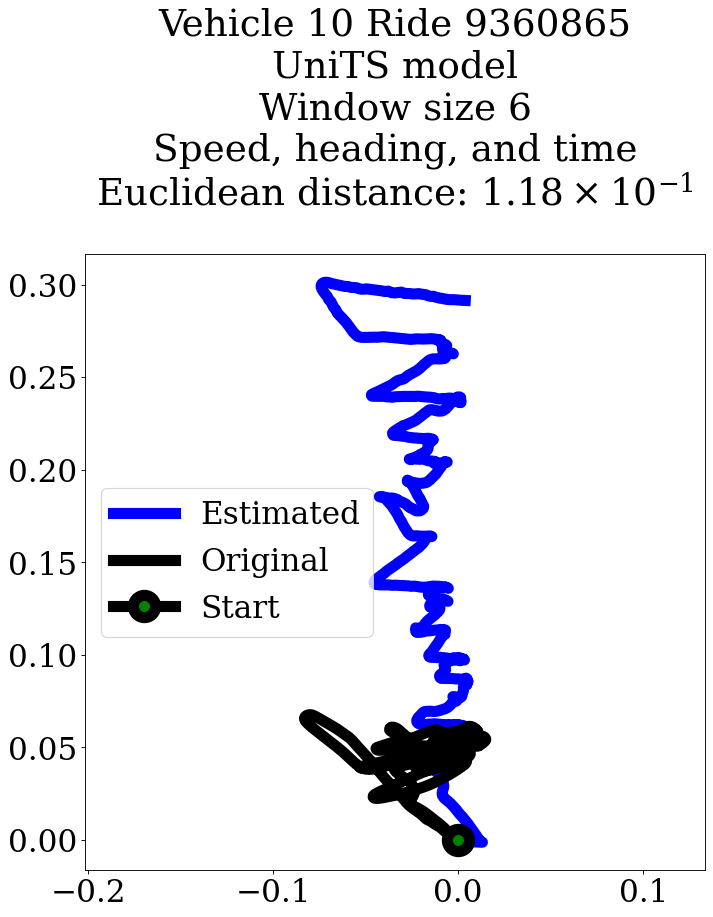 Vehicle 10 Ride 9360865
UniTS model
Window size 6
Speed, heading, and time
Euclidean distance: 1.18 × 10⁻¹
0.30
0.25
0.20
0.15
0.10
0.05
0.00
Estimated
Original
Start
−0.2 −0.1 0.0 0.1